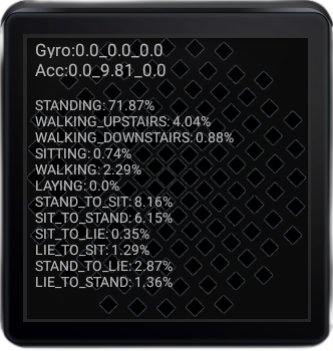 Gyro:0.0_0.0_0.0
Acc:0.0_9.81_0.0
STANDING: 71.87%
WALKING_UPSTAIRS: 4.04%
WALKING_DOWNSTAIRS: 0.88%
SITTING: 0.74%
WALKING: 2.29%
LAYING: 0.0%
STAND_TO_SIT: 8.16%
SIT_TO_STAND: 6.15%
SIT_TO_LIE: 0.35%
LIE_TO_SIT: 1.29%
STAND_TO_LIE: 2.87%
LIE_TO_STAND: 1.36%